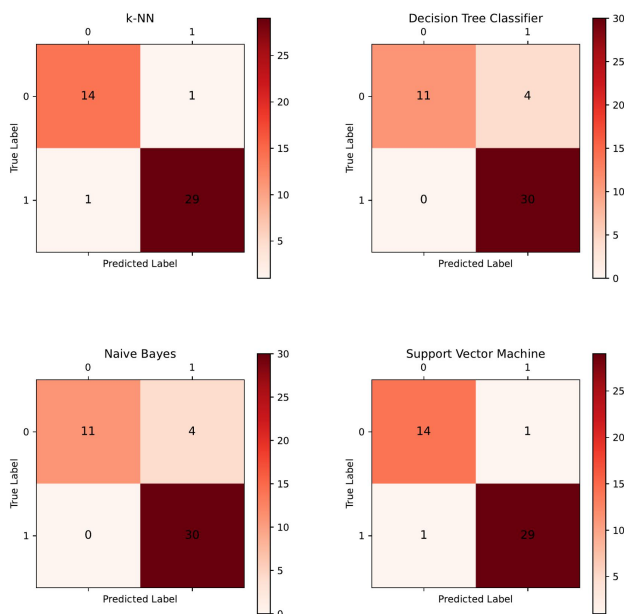 k-NN
0 1
0 14 1
1 1 29
True Label
Predicted Label
25
20
15
10
5
Decision Tree Classifier
0 1
0 11 4
1 0 30
True Label
Predicted Label
30
25
20
15
10
5
0
Naive Bayes
0 1
0 11 4
1 0 30
True Label
Predicted Label
30
25
20
15
10
5
0
Support Vector Machine
0 1
0 14 1
1 1 29
True Label
Predicted Label
25
20
15
10
5